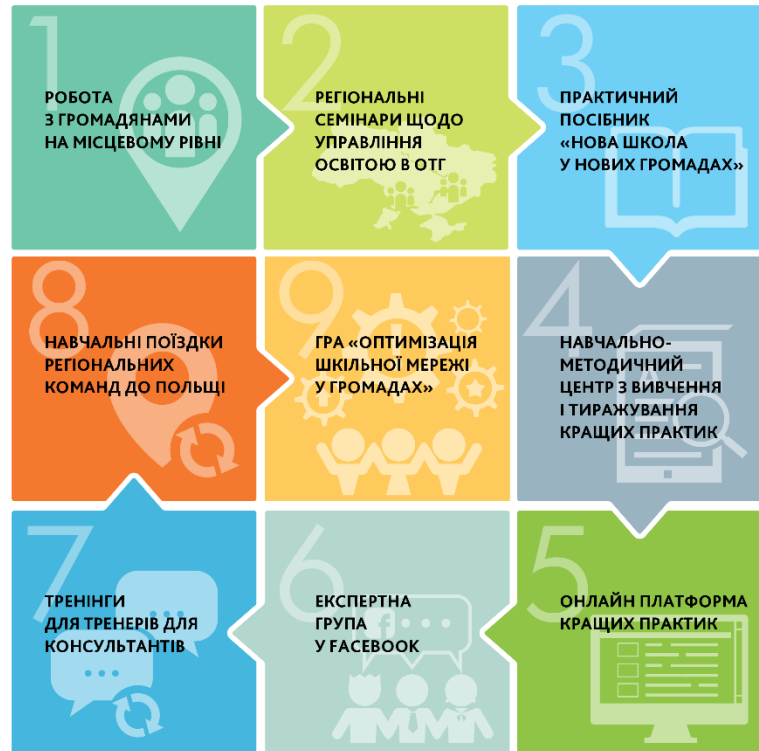 1
РОБОТА
З ГРОМАДЯНАМИ
НА МІСЦЕВОМУ РІВНІ
2
РЕГІОНАЛЬНІ
СЕМІНАРИ ЩОДО
УПРАВЛІННЯ
ОСВІТОЮ В ОТГ
3
ПРАКТИЧНИЙ
ПОСІБНИК
«НОВА ШКОЛА
У НОВИХ ГРОМАДАХ»
4
НАВЧАЛЬНО-
МЕТОДИЧНИЙ
ЦЕНТР З ВИВЧЕННЯ
І ТИРАЖУВАННЯ
КРАЩИХ ПРАКТИК
5
ОНЛАЙН ПЛАТФОРМА
КРАЩИХ ПРАКТИК
6
ЕКСПЕРТНА
ГРУПА
У FACEBOOK
7
ТРЕНІНГИ
ДЛЯ ТРЕНЕРІВ ДЛЯ
КОНСУЛЬТАНТІВ
8
НАВЧАЛЬНІ ПОЇЗДКИ
РЕГІОНАЛЬНИХ
КОМАНД ДО ПОЛЬЩІ
9
ГРА «ОПТИМІЗАЦІЯ
ШКІЛЬНОЇ МЕРЕЖІ
У ГРОМАДАХ»